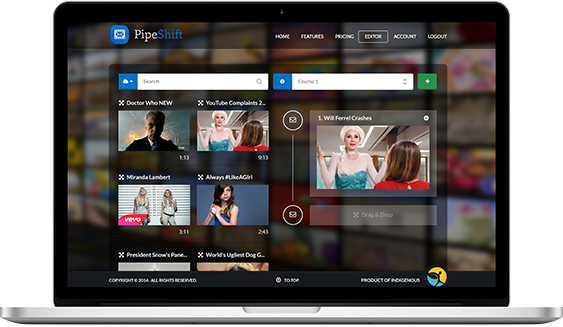 PipeShift
HOME FEATURES PRICING EDITOR ACCOUNT LOGOUT
Search
Course 1
Doctor Who NEW
YouTube Complaints 2...
1. Will Ferrel Crashes
1:13
9:13
Miranda Lambert
Always #LikeAGirl
Drag & Drop
vevo
3:11
2:43
President Snow's Pane...
World's Ugliest Dog G...
COPYRIGHT © 2014. ALL RIGHTS RESERVED.
TO TOP
PRODUCT OF INDIGENOUS